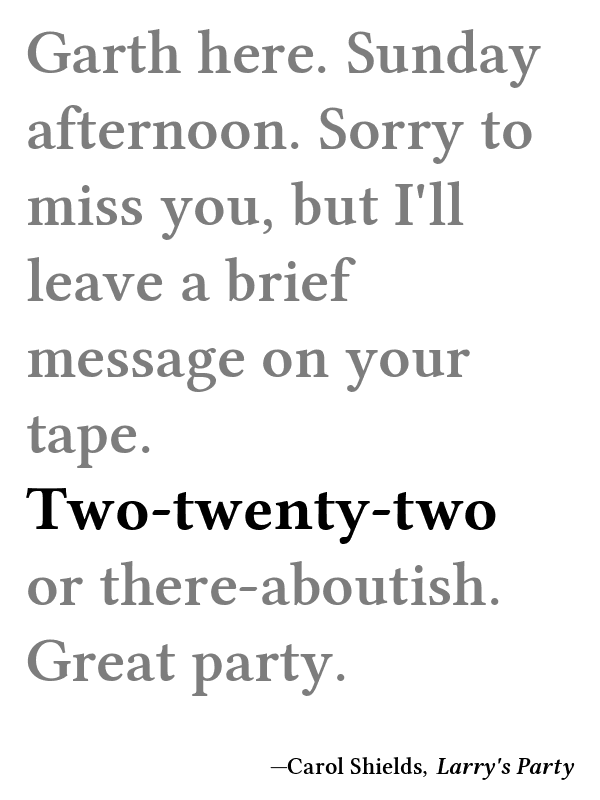 Garth here. Sunday
afternoon. Sorry to
miss you, but I'll
leave a brief
message on your
tape.
Two-twenty-two
or there-aboutish.
Great party.
—Carol Shields, Larry's Party